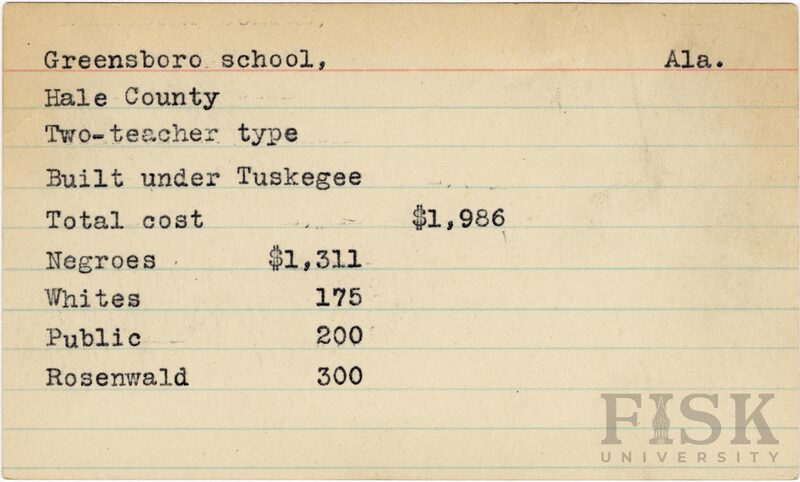 Greensboro school, Ala.
Hale County
Two-teacher type
Built under Tuskegee
Total cost $1,986
Negroes $1,311
Whites 175
Public 200
Rosenwald 300
FISK
UNIVERSITY